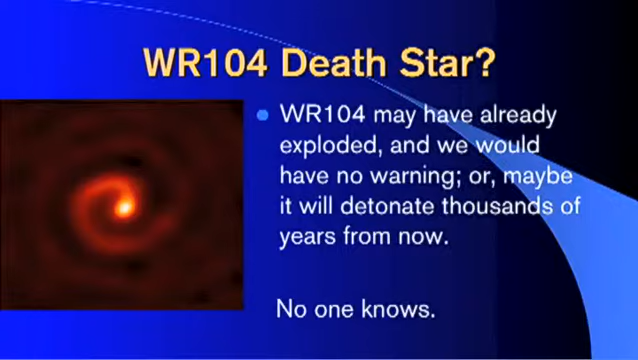 WR104 Death Star?
WR104 may have already
exploded, and we would
have no warning; or, maybe
it will detonate thousands of
years from now.
No one knows.